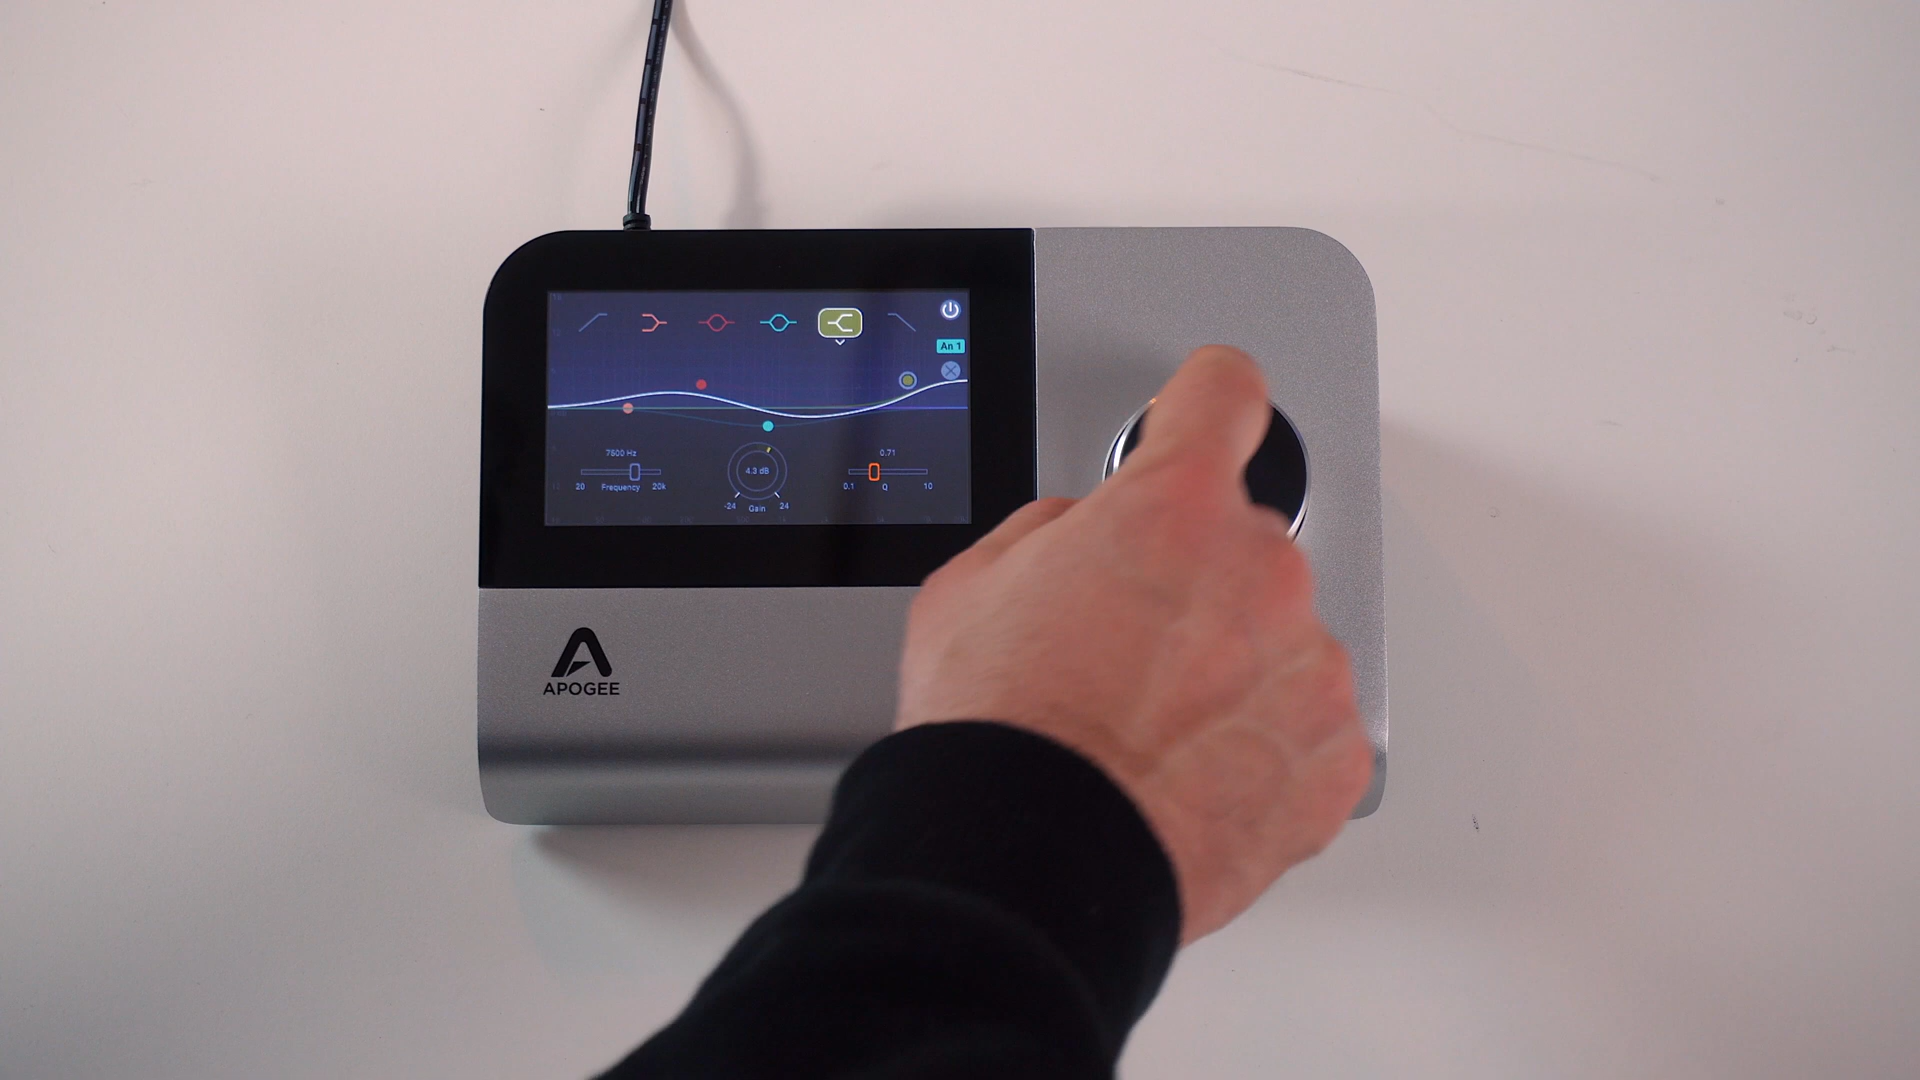 An 1
7500 Hz
20 Frequency 20k
4.3 dB
-24 Gain 24
0.71
0.1 Q 10
APOGEE